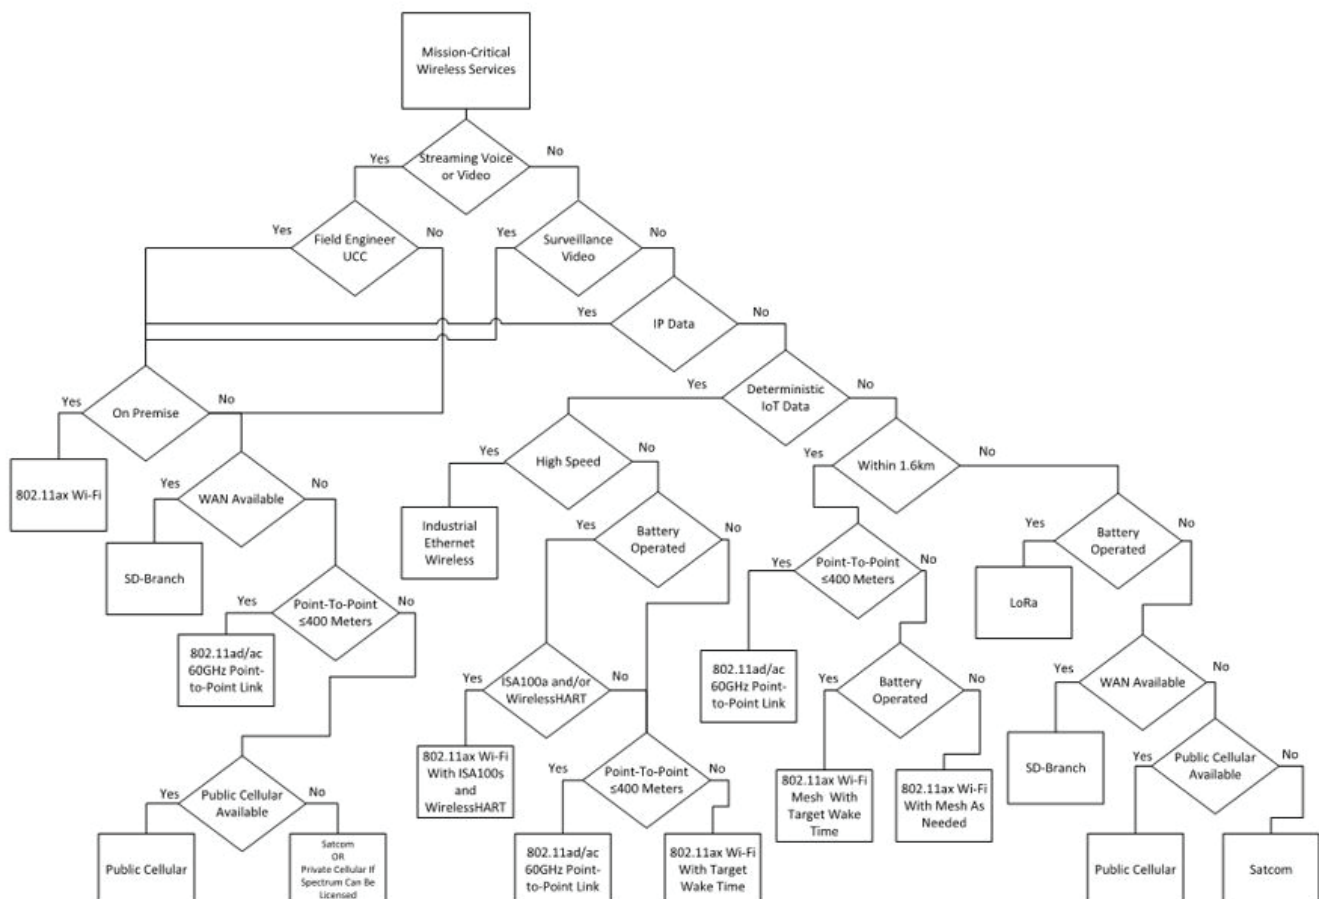 Mission-Critical
Wireless Services
Yes
Streaming Voice
or Video
No
Yes
Field Engineer
UCC
No
Yes
Surveillance
Video
No
Yes
IP Data
No
Yes
Deterministic
IoT Data
No
Yes
On Premise
No
Yes
High Speed
No
Yes
Within 1.6km
No
802.11ax Wi-Fi
Yes
WAN Available
No
Industrial
Ethernet
Wireless
Yes
Battery
Operated
No
Yes
Point-To-Point
≤400 Meters
No
Yes
Battery
Operated
No
SD-Branch
Yes
Point-To-Point
≤400 Meters
No
LoRa
802.11ad/ac
60GHz Point-
to-Point Link
Yes
ISA100a and/or
WirelessHART
No
802.11ad/ac
60GHz Point-
to-Point Link
Yes
Battery
Operated
No
Yes
WAN Available
No
802.11ax Wi-Fi
With ISA100s
and
WirelessHART
Yes
Point-To-Point
≤400 Meters
No
802.11ax Wi-Fi
Mesh With
Target Wake
Time
802.11ax Wi-Fi
With Mesh As
Needed
SD-Branch
Yes
Public Cellular
Available
No
Yes
Public Cellular
Available
No
Public Cellular
Satcom
OR
Private Cellular If
Spectrum Can Be
Licensed
802.11ad/ac
60GHz Point-
to-Point Link
802.11ax Wi-Fi
With Target
Wake Time
Public Cellular
Satcom